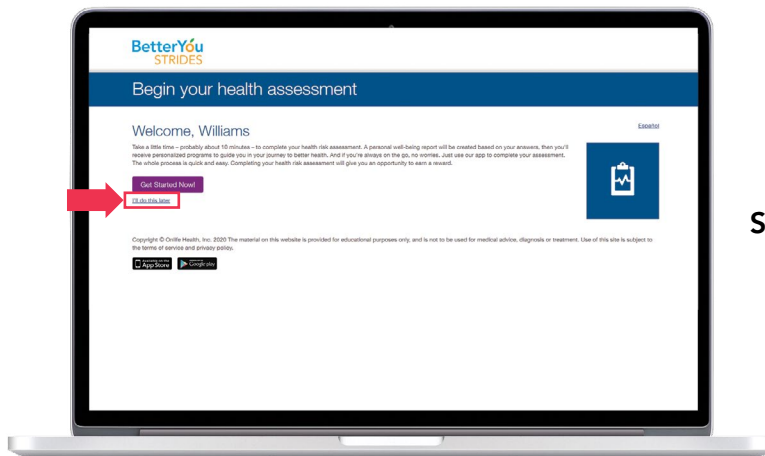 BetterYou
STRIDES
Begin your health assessment
Welcome, Williams
Español
Take a little time – probably about 10 minutes – to complete your health risk assessment. A personal well-being report will be created based on your answers, then you'll
receive personalized programs to guide you in your journey to better health. And if you're always on the go, no worries. Just use our app to complete your assessment.
The whole process is quick and easy. Completing your health risk assessment will give you an opportunity to earn a reward.
Get Started Now!
I'll do this later
S
Copyright © Onlife Health, Inc. 2020 The material on this website is provided for educational purposes only, and is not to be used for medical advice, diagnosis or treatment. Use of this site is subject to
the terms of service and privacy policy.
Available on the
App Store
Google play